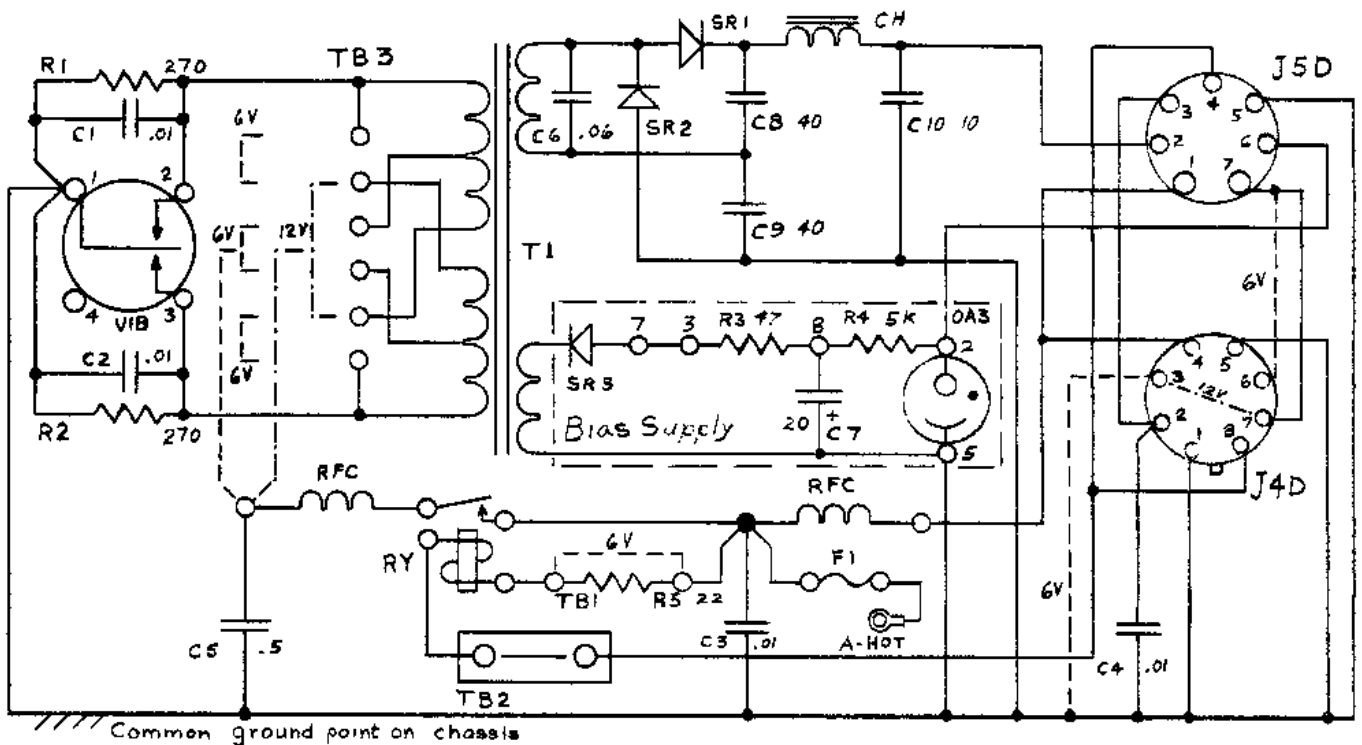 SR1
CH
R1
270
TB3
J5D
C1
.01
6V
C6
.06
SR2
C8 40
C10 10
3
4
5
2
6
1
7
1
2
6V
12V
C9 40
T1
4
VIB
3
6V
C2
.01
6V
R2
270
7
3
R3 47
8
R4 5K
OA3
2
SR3
20
+
C7
Bias Supply
5
4
5
3
12V
6
2
7
1
8
D
J4D
RFC
RFC
RY
6V
TB1
R5
22
F1
A-HOT
C5
.5
C3
.01
TB2
6V
C4
.01
Common ground point on chassis